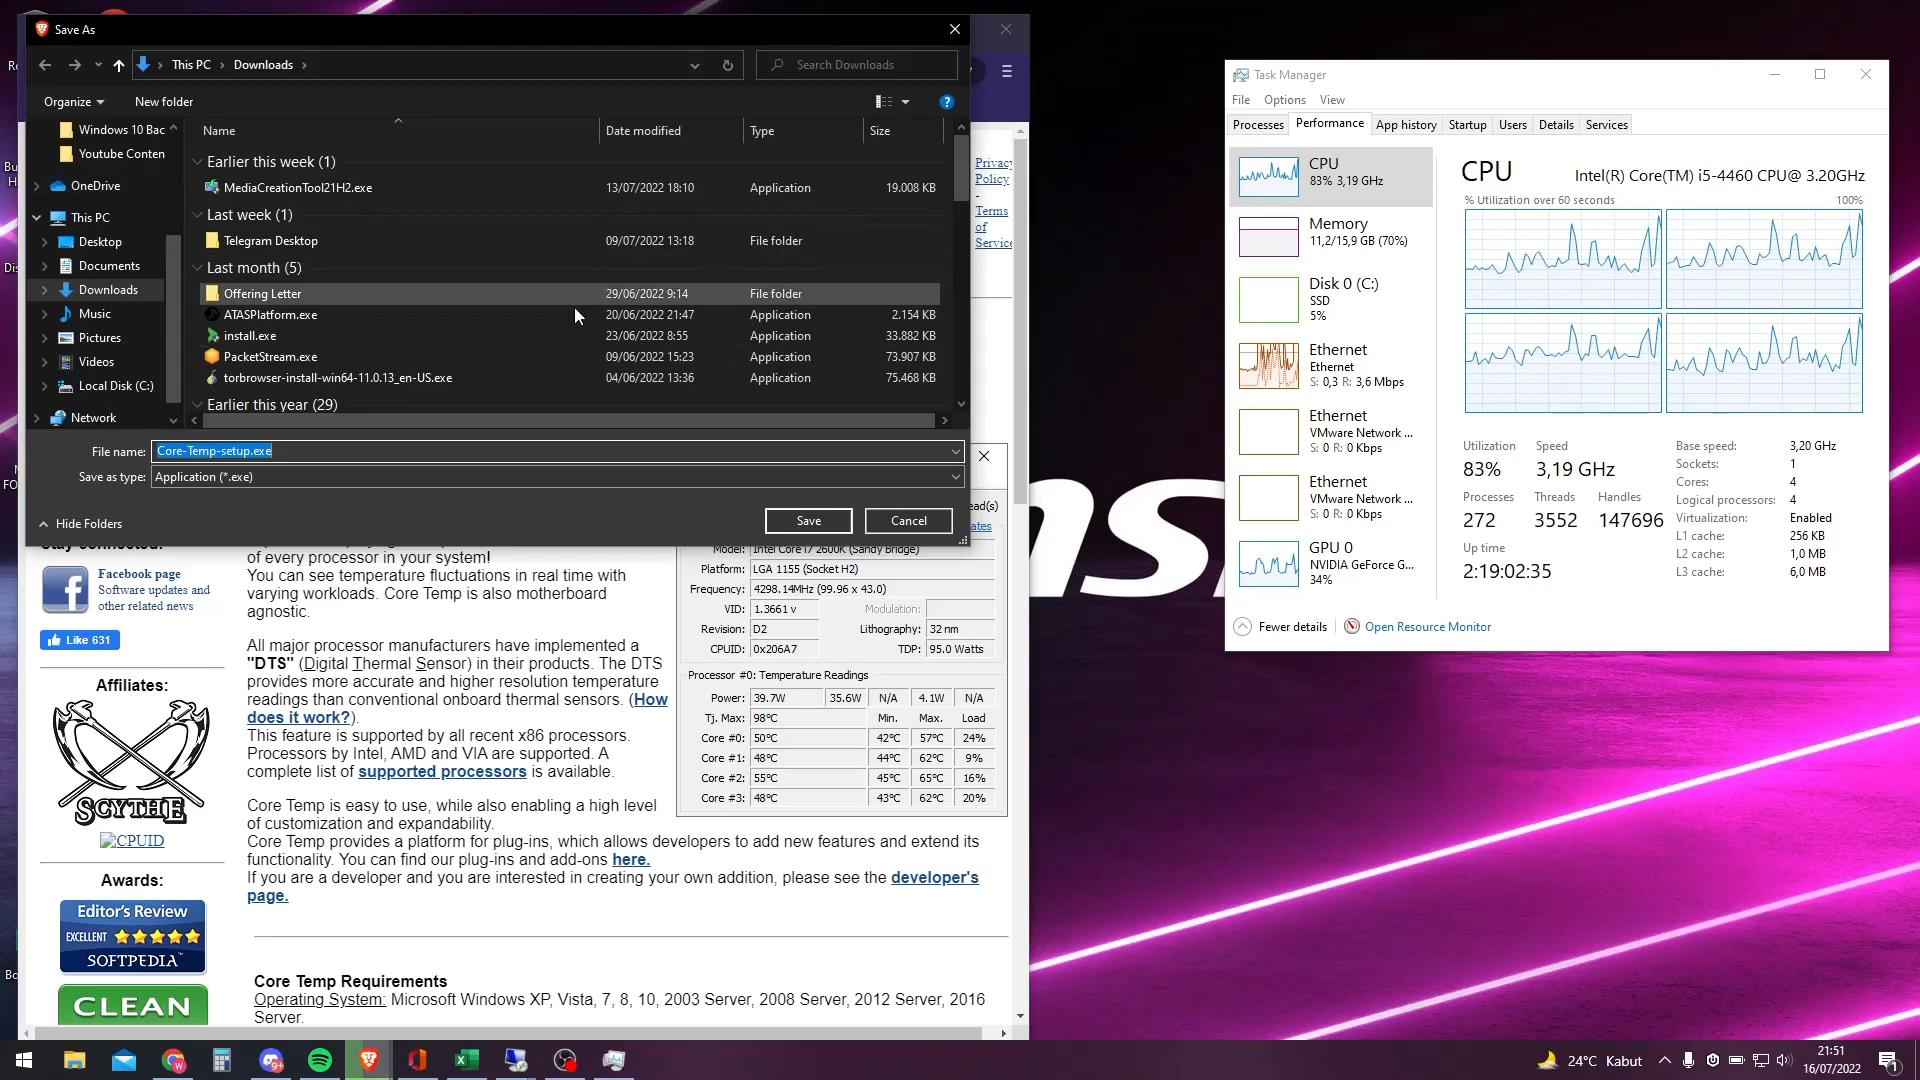 Save As
This PC
Downloads
Search Downloads
Organize
New folder
Name
Date modified
Type
Size
Windows 10 Bac
Youtube Conten
OneDrive
This PC
Desktop
Documents
Downloads
Music
Pictures
Videos
Local Disk (C:)
Network
Earlier this week (1)
MediaCreationTool21H2.exe 13/07/2022 18:10 Application 19.008 KB
Last week (1)
Telegram Desktop 09/07/2022 13:18 File folder
Last month (5)
Offering Letter 29/06/2022 9:14 File folder
ATASPlatform.exe 20/06/2022 21:47 Application 2.154 KB
install.exe 23/06/2022 8:55 Application 33.882 KB
PacketStream.exe 09/06/2022 15:23 Application 73.907 KB
torbrowser-install-win64-11.0.13_en-US.exe 04/06/2022 13:36 Application 75.468 KB
Earlier this year (29)
File name: Core-Temp-setup.exe
Save as type: Application (*.exe)
Hide Folders
Save
Cancel
Privacy
Policy
-
Terms
of
Service
ead(s)
ates
Facebook page
Software updates and
other related news
Like 631
Affiliates:
SCYTHE
CPUID
Awards:
Editor's Review
EXCELLENT
SOFTPEDIA™
CLEAN
of every processor in your system!
You can see temperature fluctuations in real time with
varying workloads. Core Temp is also motherboard
agnostic.
All major processor manufacturers have implemented a
"DTS" (Digital Thermal Sensor) in their products. The DTS
provides more accurate and higher resolution temperature
readings than conventional onboard thermal sensors. (How
does it work?).
This feature is supported by all recent x86 processors.
Processors by Intel, AMD and VIA are supported. A
complete list of supported processors is available.
Core Temp is easy to use, while also enabling a high level
of customization and expandability.
Core Temp provides a platform for plug-ins, which allows developers to add new features and extend its
functionality. You can find our plug-ins and add-ons here.
If you are a developer and you are interested in creating your own addition, please see the developer's
page.
Core Temp Requirements
Operating System: Microsoft Windows XP, Vista, 7, 8, 10, 2003 Server, 2008 Server, 2012 Server, 2016
Server.
Model: Intel Core i7 2600K (Sandy Bridge)
Platform: LGA 1155 (Socket H2)
Frequency: 4298.14MHz (99.96 x 43.0)
VID: 1.3661 v Modulation:
Revision: D2 Lithography: 32 nm
CPUID: 0x206A7 TDP: 95.0 Watts
Processor #0: Temperature Readings
Power: 39.7W 35.6W N/A 4.1W N/A
Tj. Max: 98°C Min. Max. Load
Core #0: 50°C 42°C 57°C 24%
Core #1: 48°C 44°C 62°C 9%
Core #2: 55°C 45°C 65°C 16%
Core #3: 48°C 43°C 62°C 20%
Task Manager
File Options View
Processes Performance App history Startup Users Details Services
CPU
83% 3,19 GHz
Memory
11,2/15,9 GB (70%)
Disk 0 (C:)
SSD
5%
Ethernet
Ethernet
S: 0,3 R: 3,6 Mbps
Ethernet
VMware Network ...
S: 0 R: 0 Kbps
Ethernet
VMware Network ...
S: 0 R: 0 Kbps
GPU 0
NVIDIA GeForce G...
34%
CPU
Intel(R) Core(TM) i5-4460 CPU@ 3.20GHz
% Utilization over 60 seconds 100%
Utilization Speed
83% 3,19 GHz
Processes Threads Handles
272 3552 147696
Up time
2:19:02:35
Base speed: 3,20 GHz
Sockets: 1
Cores: 4
Logical processors: 4
Virtualization: Enabled
L1 cache: 256 KB
L2 cache: 1,0 MB
L3 cache: 6,0 MB
Fewer details
Open Resource Monitor
24°C Kabut
21:51
16/07/2022